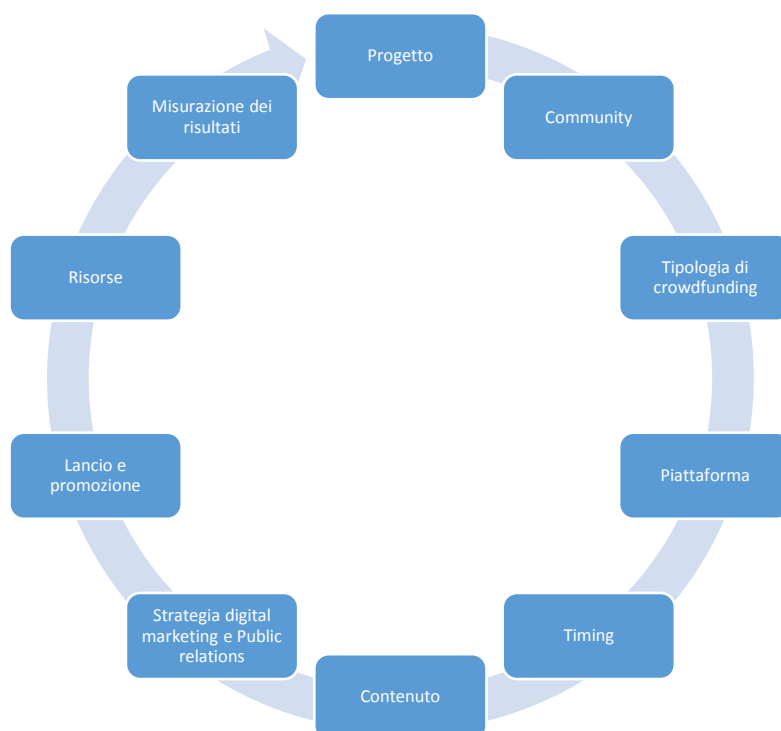 Progetto
Community
Tipologia di
crowdfunding
Piattaforma
Timing
Contenuto
Strategia digital
marketing e Public
relations
Lancio e
promozione
Risorse
Misurazione dei
risultati